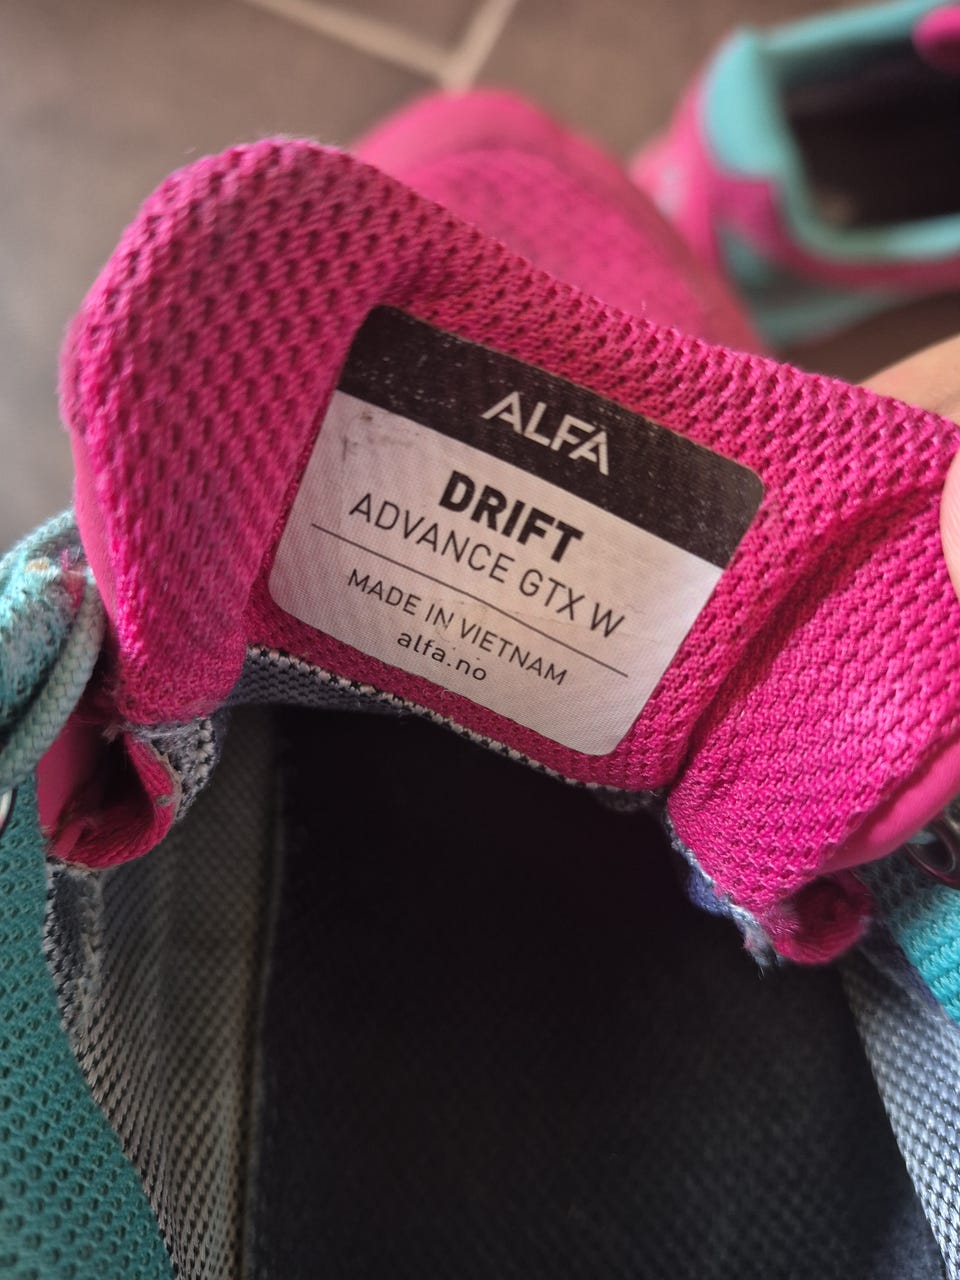 ALFA
DRIFT
ADVANCE GTX W
MADE IN VIETNAM
alfa.no